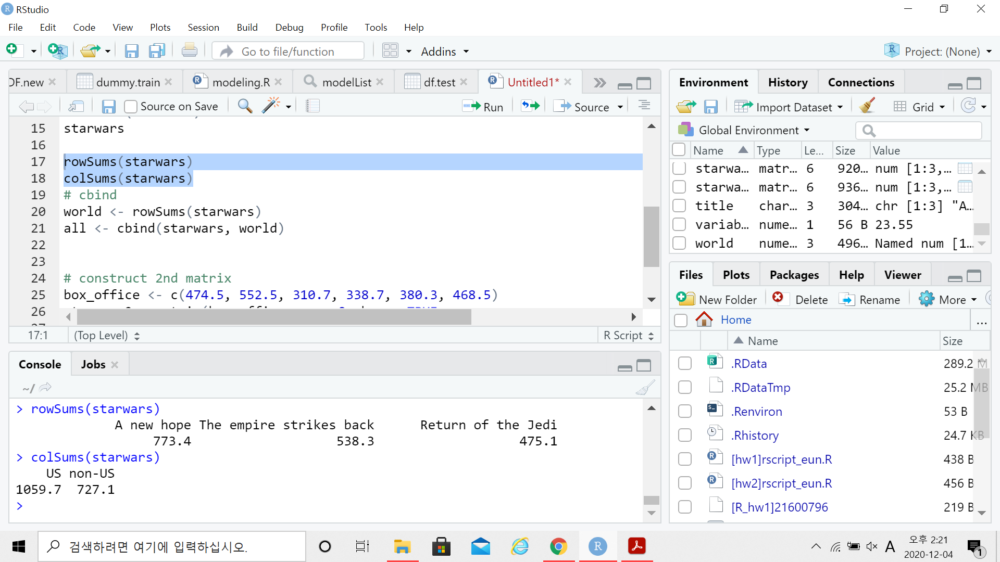 RStudio
File Edit Code View Plots Session Build Debug Profile Tools Help
Go to file/function Addins Project: (None)
DF.new dummy.train modeling.R modelList df.test Untitled1*
Source on Save Run Source
15 starwars
16
17 rowSums(starwars)
18 colSums(starwars)
19 # cbind
20 world <- rowSums(starwars)
21 all <- cbind(starwars, world)
22
23
24 # construct 2nd matrix
25 box_office <- c(474.5, 552.5, 310.7, 338.7, 380.3, 468.5)
26
17:1 (Top Level) R Script
Console Jobs
~/
> rowSums(starwars)
A new hope The empire strikes back Return of the Jedi
773.4 538.3 475.1
> colSums(starwars)
US non-US
1059.7 727.1
>
Environment History Connections
Import Dataset Grid
Global Environment
Name Type Le... Size Value
starwa... matr... 6 920... num [1:3,...
starwa... matr... 6 936... num [1:3,...
title char... 3 304... chr [1:3] "A...
variab... nume... 1 56 B 23.55
world nume... 3 496... Named num [1...
Files Plots Packages Help Viewer
New Folder Delete Rename More
Home ...
Name Size
.RData 289.2 M
.RDataTmp 25.2 MB
.Renviron 53 B
.Rhistory 24.7 KB
[hw1]rscript_eun.R 438 B
[hw2]rscript_eun.R 456 B
[R_hw1]21600796 219 B
검색하려면 여기에 입력하십시오.
A
오후 2:21
2020-12-04
1